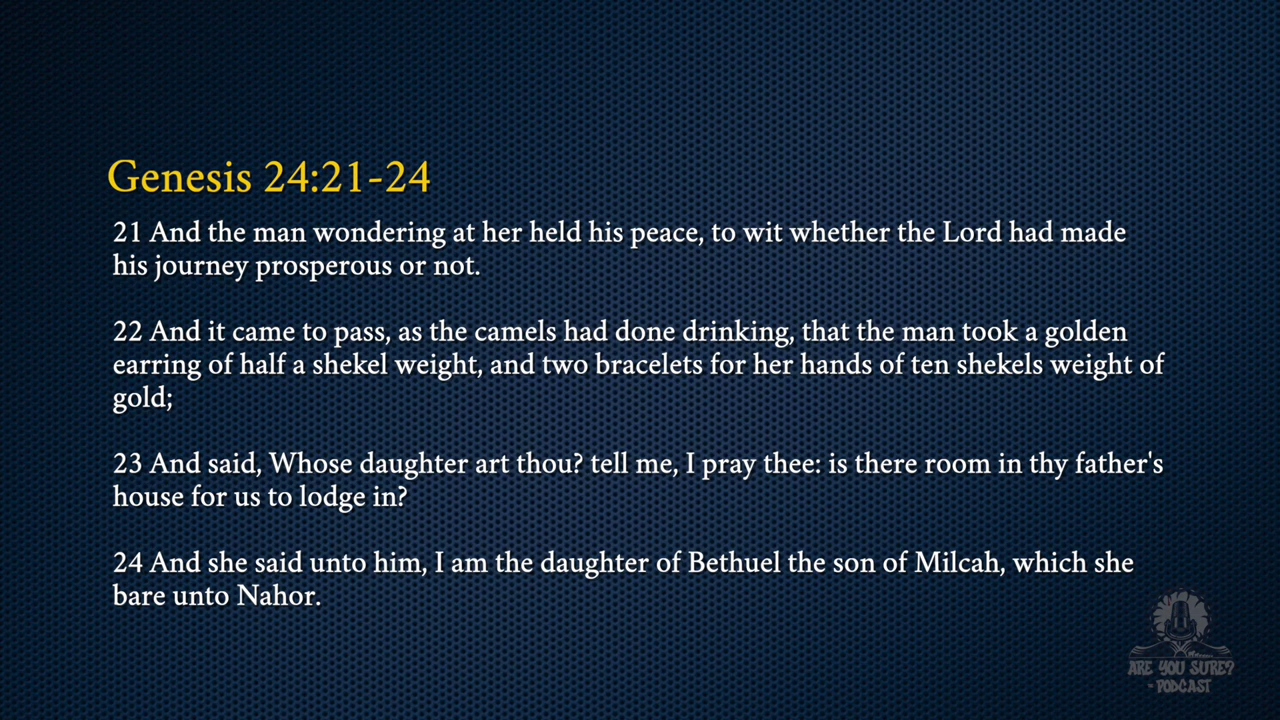 Genesis 24:21-24
21 And the man wondering at her held his peace, to wit whether the Lord had made
his journey prosperous or not.
22 And it came to pass, as the camels had done drinking, that the man took a golden
earring of half a shekel weight, and two bracelets for her hands of ten shekels weight of
gold;
23 And said, Whose daughter art thou? tell me, I pray thee: is there room in thy father's
house for us to lodge in?
24 And she said unto him, I am the daughter of Bethuel the son of Milcah, which she
bare unto Nahor.
ARE YOU SURE?
- PODCAST